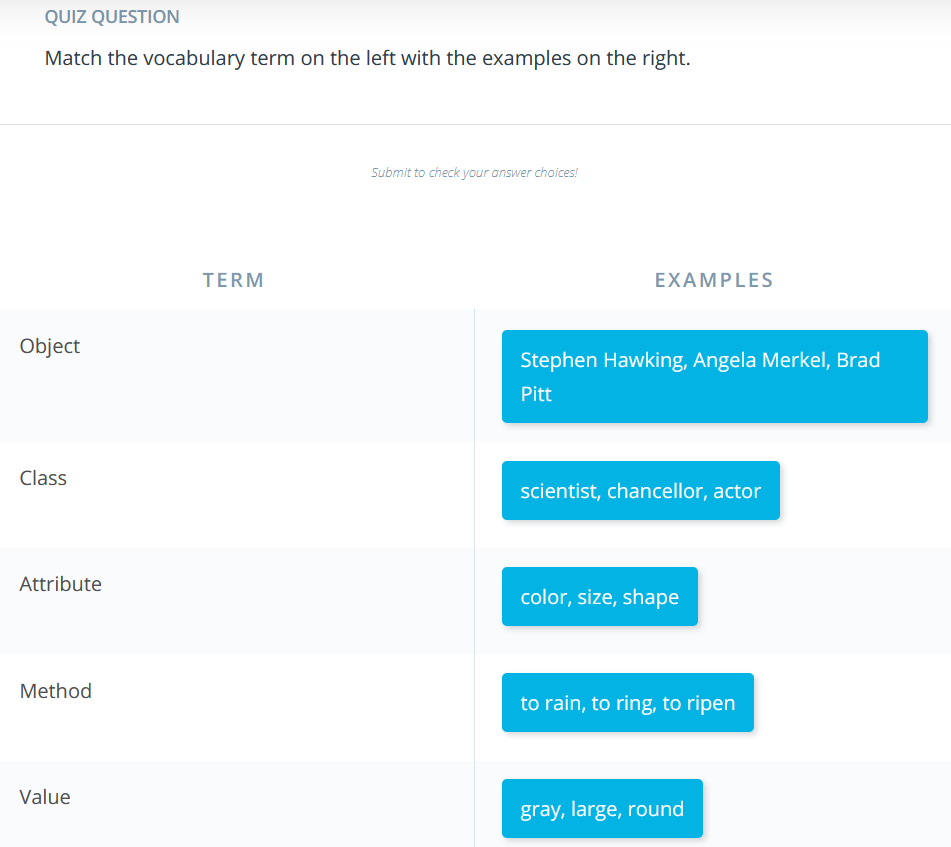 QUIZ QUESTION
Match the vocabulary term on the left with the examples on the right.
Submit to check your answer choices!
TERM
EXAMPLES
Object
Stephen Hawking, Angela Merkel, Brad
Pitt
Class
scientist, chancellor, actor
Attribute
color, size, shape
Method
to rain, to ring, to ripen
Value
gray, large, round